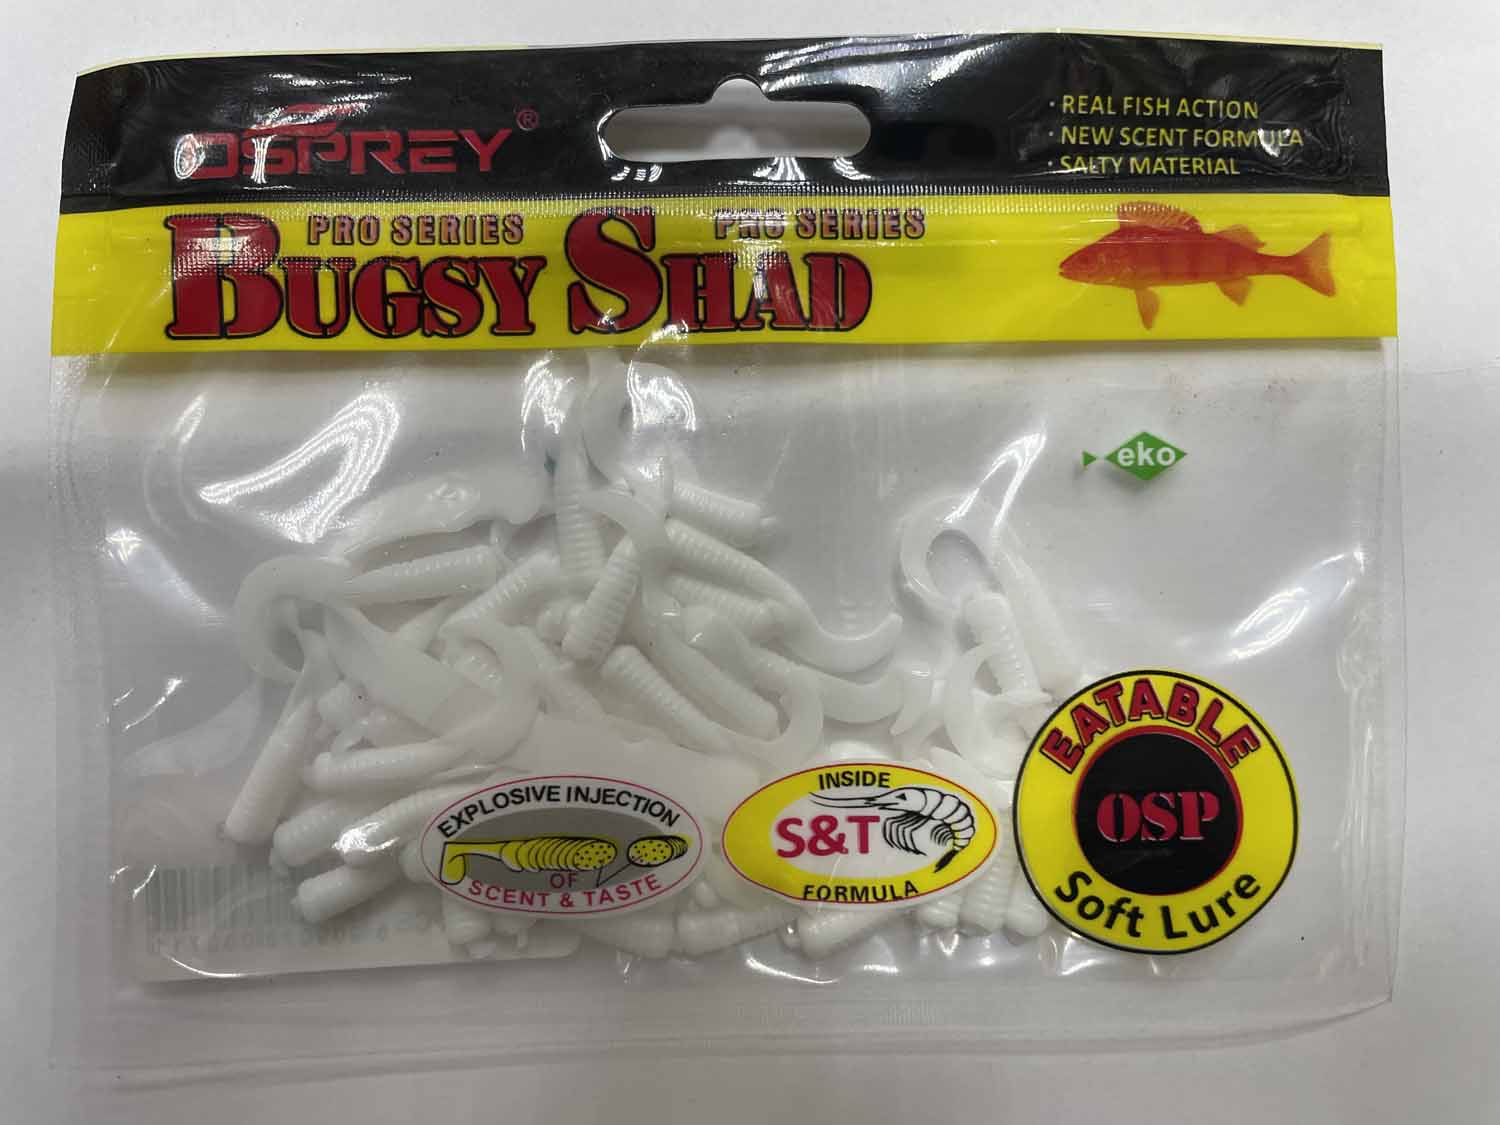 OSPREY®
· REAL FISH ACTION
· NEW SCENT FORMULA
· SALTY MATERIAL
PRO SERIES PRO SERIES
BUGSY SHAD
eko
EATABLE
OSP
Soft Lure
EXPLOSIVE INJECTION
OF
SCENT & TASTE
INSIDE
S&T
FORMULA